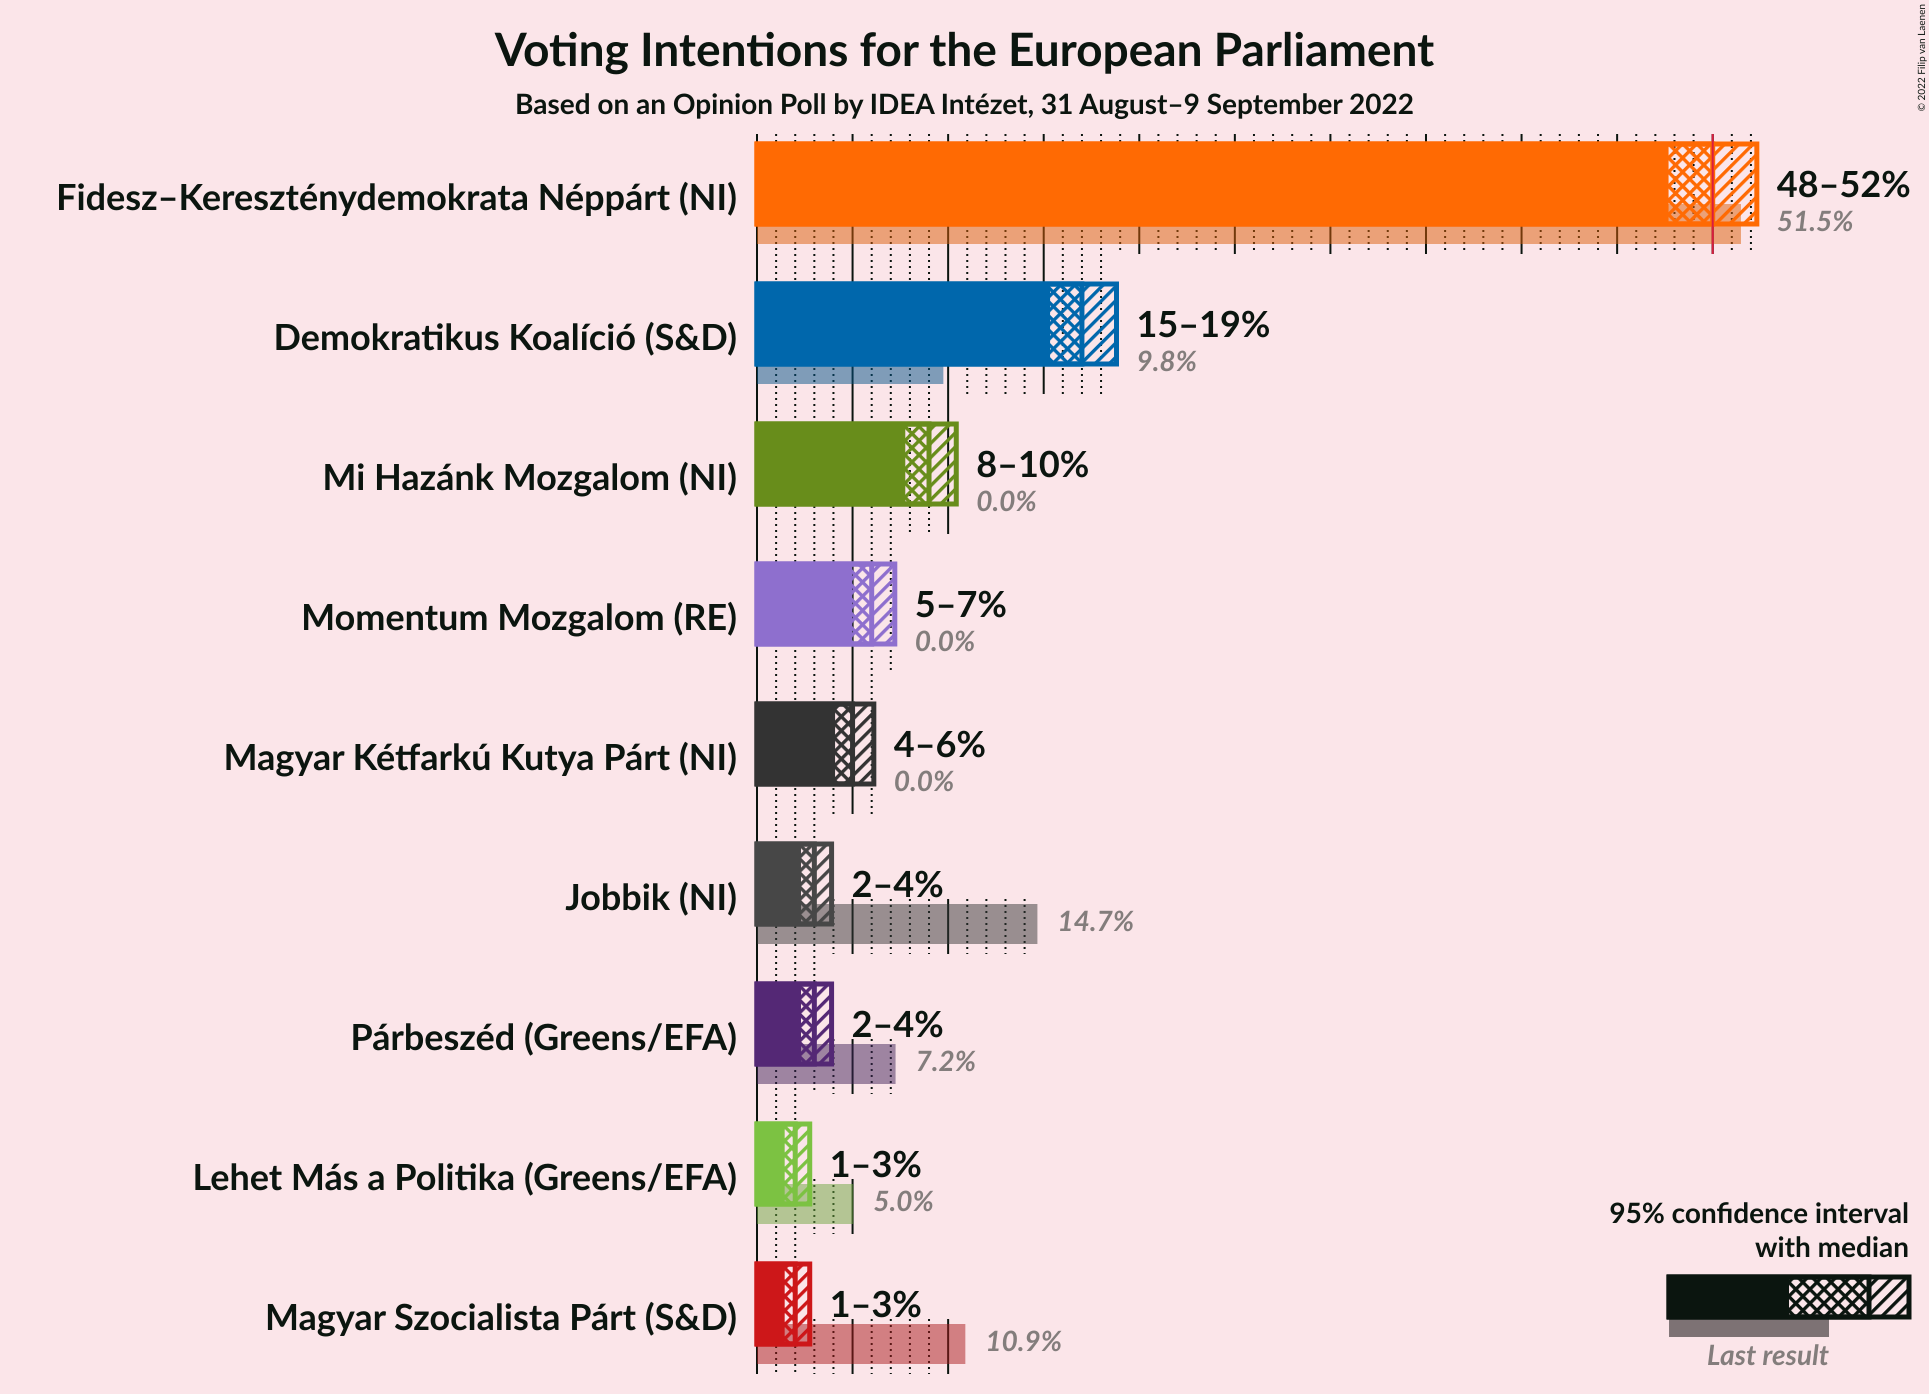 Voting Intentions for the European Parliament
Based on an Opinion Poll by IDEA Intézet, 31 August–9 September 2022
© 2022 Filip van Laenen
Fidesz–Kereszténydemokrata Néppárt (NI)
48–52%
51.5%
Demokratikus Koalíció (S&D)
15–19%
9.8%
Mi Hazánk Mozgalom (NI)
8–10%
0.0%
Momentum Mozgalom (RE)
5–7%
0.0%
Magyar Kétfarkú Kutya Párt (NI)
4–6%
0.0%
Jobbik (NI)
2–4%
14.7%
Párbeszéd (Greens/EFA)
2–4%
7.2%
Lehet Más a Politika (Greens/EFA)
1–3%
5.0%
Magyar Szocialista Párt (S&D)
1–3%
10.9%
95% confidence interval
with median
Last result